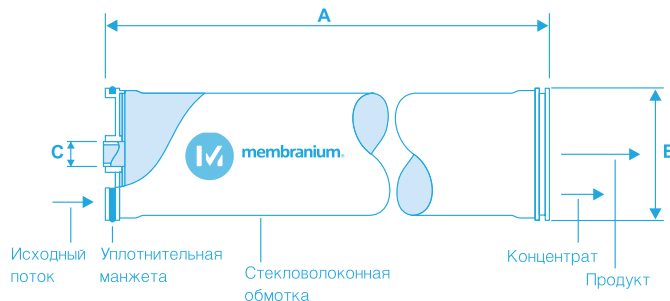 A
C
B
membranium®
Исходный
поток
Уплотнительная
манжета
Стекловолоконная
обмотка
Концентрат
Продукт